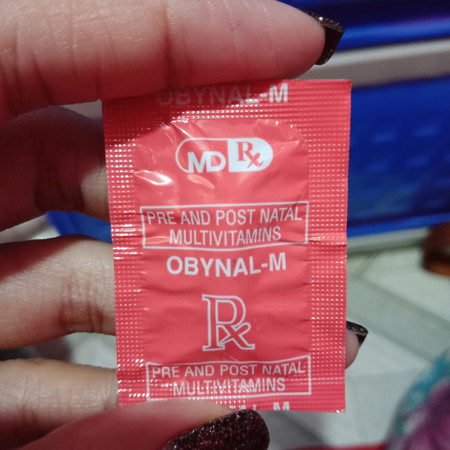 OBYNAL-M
MD Rx
PRE AND POST NATAL
MULTIVITAMINS
OBYNAL-M
Rx
PRE AND POST NATAL
MULTIVITAMINS